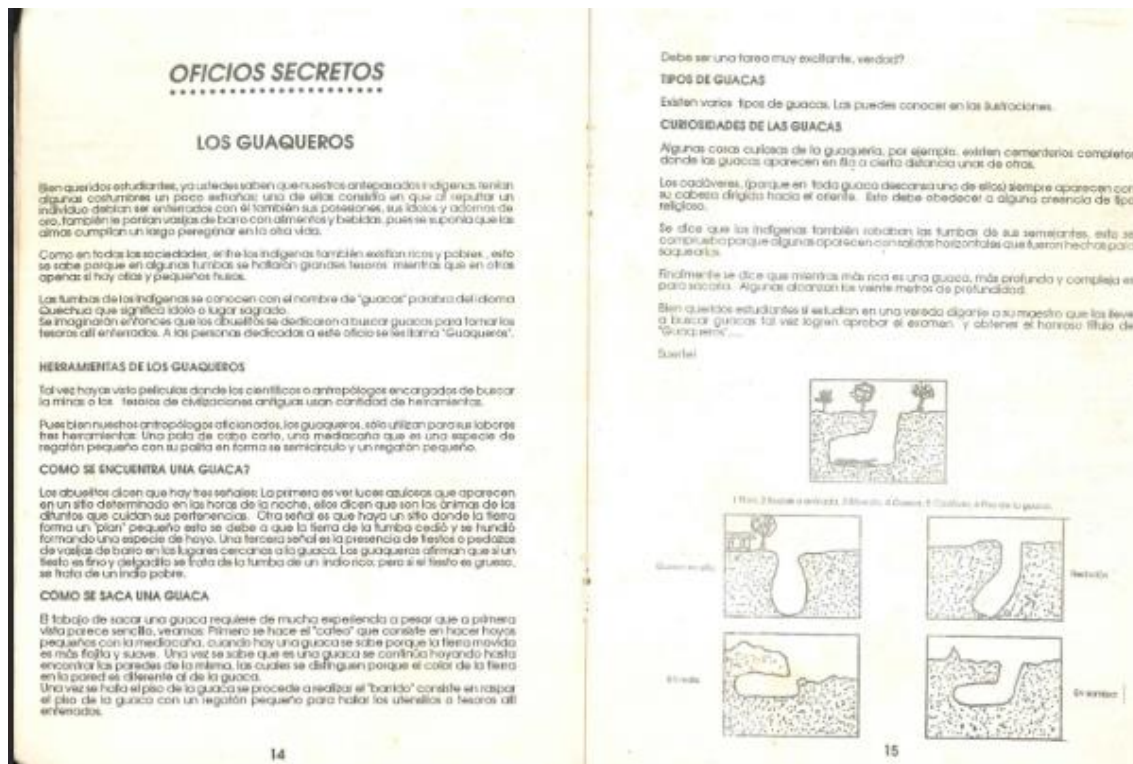 OFICIOS SECRETOS
LOS GUAQUEROS
Bien queridos estudiantes, ya ustedes saben que nuestros antepasados indígenas tenían
algunas costumbres un poco extrañas; una de ellas consistía en que al sepultar un
individuo debían ser enterrados con él también sus posesiones, sus ídolos y adornos de
oro, también le ponían vasijas de barro con alimentos y bebidas, pues se suponía que las
almas cumplían un largo peregrinar en la otra vida.
Como en todas las sociedades, entre los indígenas también existían ricos y pobres, esto
se sabe porque en algunas tumbas se hallaron grandes tesoros mientras que en otras
apenas si hay ollas y pequeños husos.
Las tumbas de los indígenas se conocen con el nombre de "guacas" palabra del idioma
Quechua que significa ídolo o lugar sagrado.
Se imaginarán entonces que los abuelitos se dedicaron a buscar guacas para tomar los
tesoros allí enterrados. A las personas dedicadas a este oficio se les llama "Guaqueros".
HERRAMIENTAS DE LOS GUAQUEROS
Tal vez hayas visto películas donde los científicos o antropólogos encargados de buscar
la minas o los tesoros de civilizaciones antiguas usan cantidad de herramientas.
Pues bien nuestros antropólogos aficionados, los guaqueros, sólo utilizan para sus labores
tres herramientas: Una pala de cabo corto, una mediacaña que es una especie de
regatón pequeño con su palita en forma se semicírculo y un regatón pequeño.
COMO SE ENCUENTRA UNA GUACA?
Los abuelitos dicen que hay tres señales: La primera es ver luces azulosas que aparecen
en un sitio determinado en las horas de la noche, ellos dicen que son las ánimas de los
difuntos que cuidan sus pertenencias. Otra señal es que haya un sitio donde la tierra
forma un "plan" pequeño esto se debe a que la tierra de la tumba cedió y se hundió
formando una especie de hoyo. Una tercera señal es la presencia de tiestos o pedazos
de vasijas de barro en los lugares cercanos a la guaca. Los guaqueros afirman que si un
tiesto es fino y delgadito se trata de la tumba de un indio rico; pero si el tiesto es grueso,
se trata de un indio pobre.
COMO SE SACA UNA GUACA
El trabajo de sacar una guaca requiere de mucha experiencia a pesar que a primera
vista parece sencillo, veamos: Primero se hace el "cateo" que consiste en hacer hoyos
pequeños con la mediacaña, cuando hay una guaca se sabe porque la tierra movida
es más flojita y suave. Una vez se sabe que es una guaca se continúa hoyando hasta
encontrar las paredes de la misma, las cuales se distinguen porque el color de la tierra
en la pared es diferente al de la guaca.
Una vez se halla el piso de la guaca se procede a realizar el "barrido" consiste en raspar
el piso de la guaca con un regatón pequeño para hallar los utensilios o tesoros allí
enterrados.
14
Debe ser una tarea muy excitante, verdad?
TIPOS DE GUACAS
Existen varios tipos de guacas. Las puedes conocer en las ilustraciones.
CURIOSIDADES DE LAS GUACAS
Algunas cosas curiosas de la guaquería, por ejemplo, existen cementerios completos
donde las guacas aparecen en fila a cierta distancia unas de otras.
Los cadáveres, (porque en toda guaca descansa uno de ellos) siempre aparecen con
su cabeza dirigida hacia el oriente. Esto debe obedecer a alguna creencia de tipo
religioso.
Se dice que los indígenas también robaban las tumbas de sus semejantes, esto se
comprueba porque algunas aparecen con salidas horizontales que fueron hechas para
saquearlos.
Finalmente se dice que mientras más rica es una guaca, más profunda y compleja es
para sacarla. Algunas alcanzan los veinte metros de profundidad.
Bien queridos estudiantes si estudian en una vereda díganle a su maestro que los lleve
a buscar guacas tal vez logren aprobar el examen y obtener el honroso título de
"Guaqueros"....
Suerte!
15